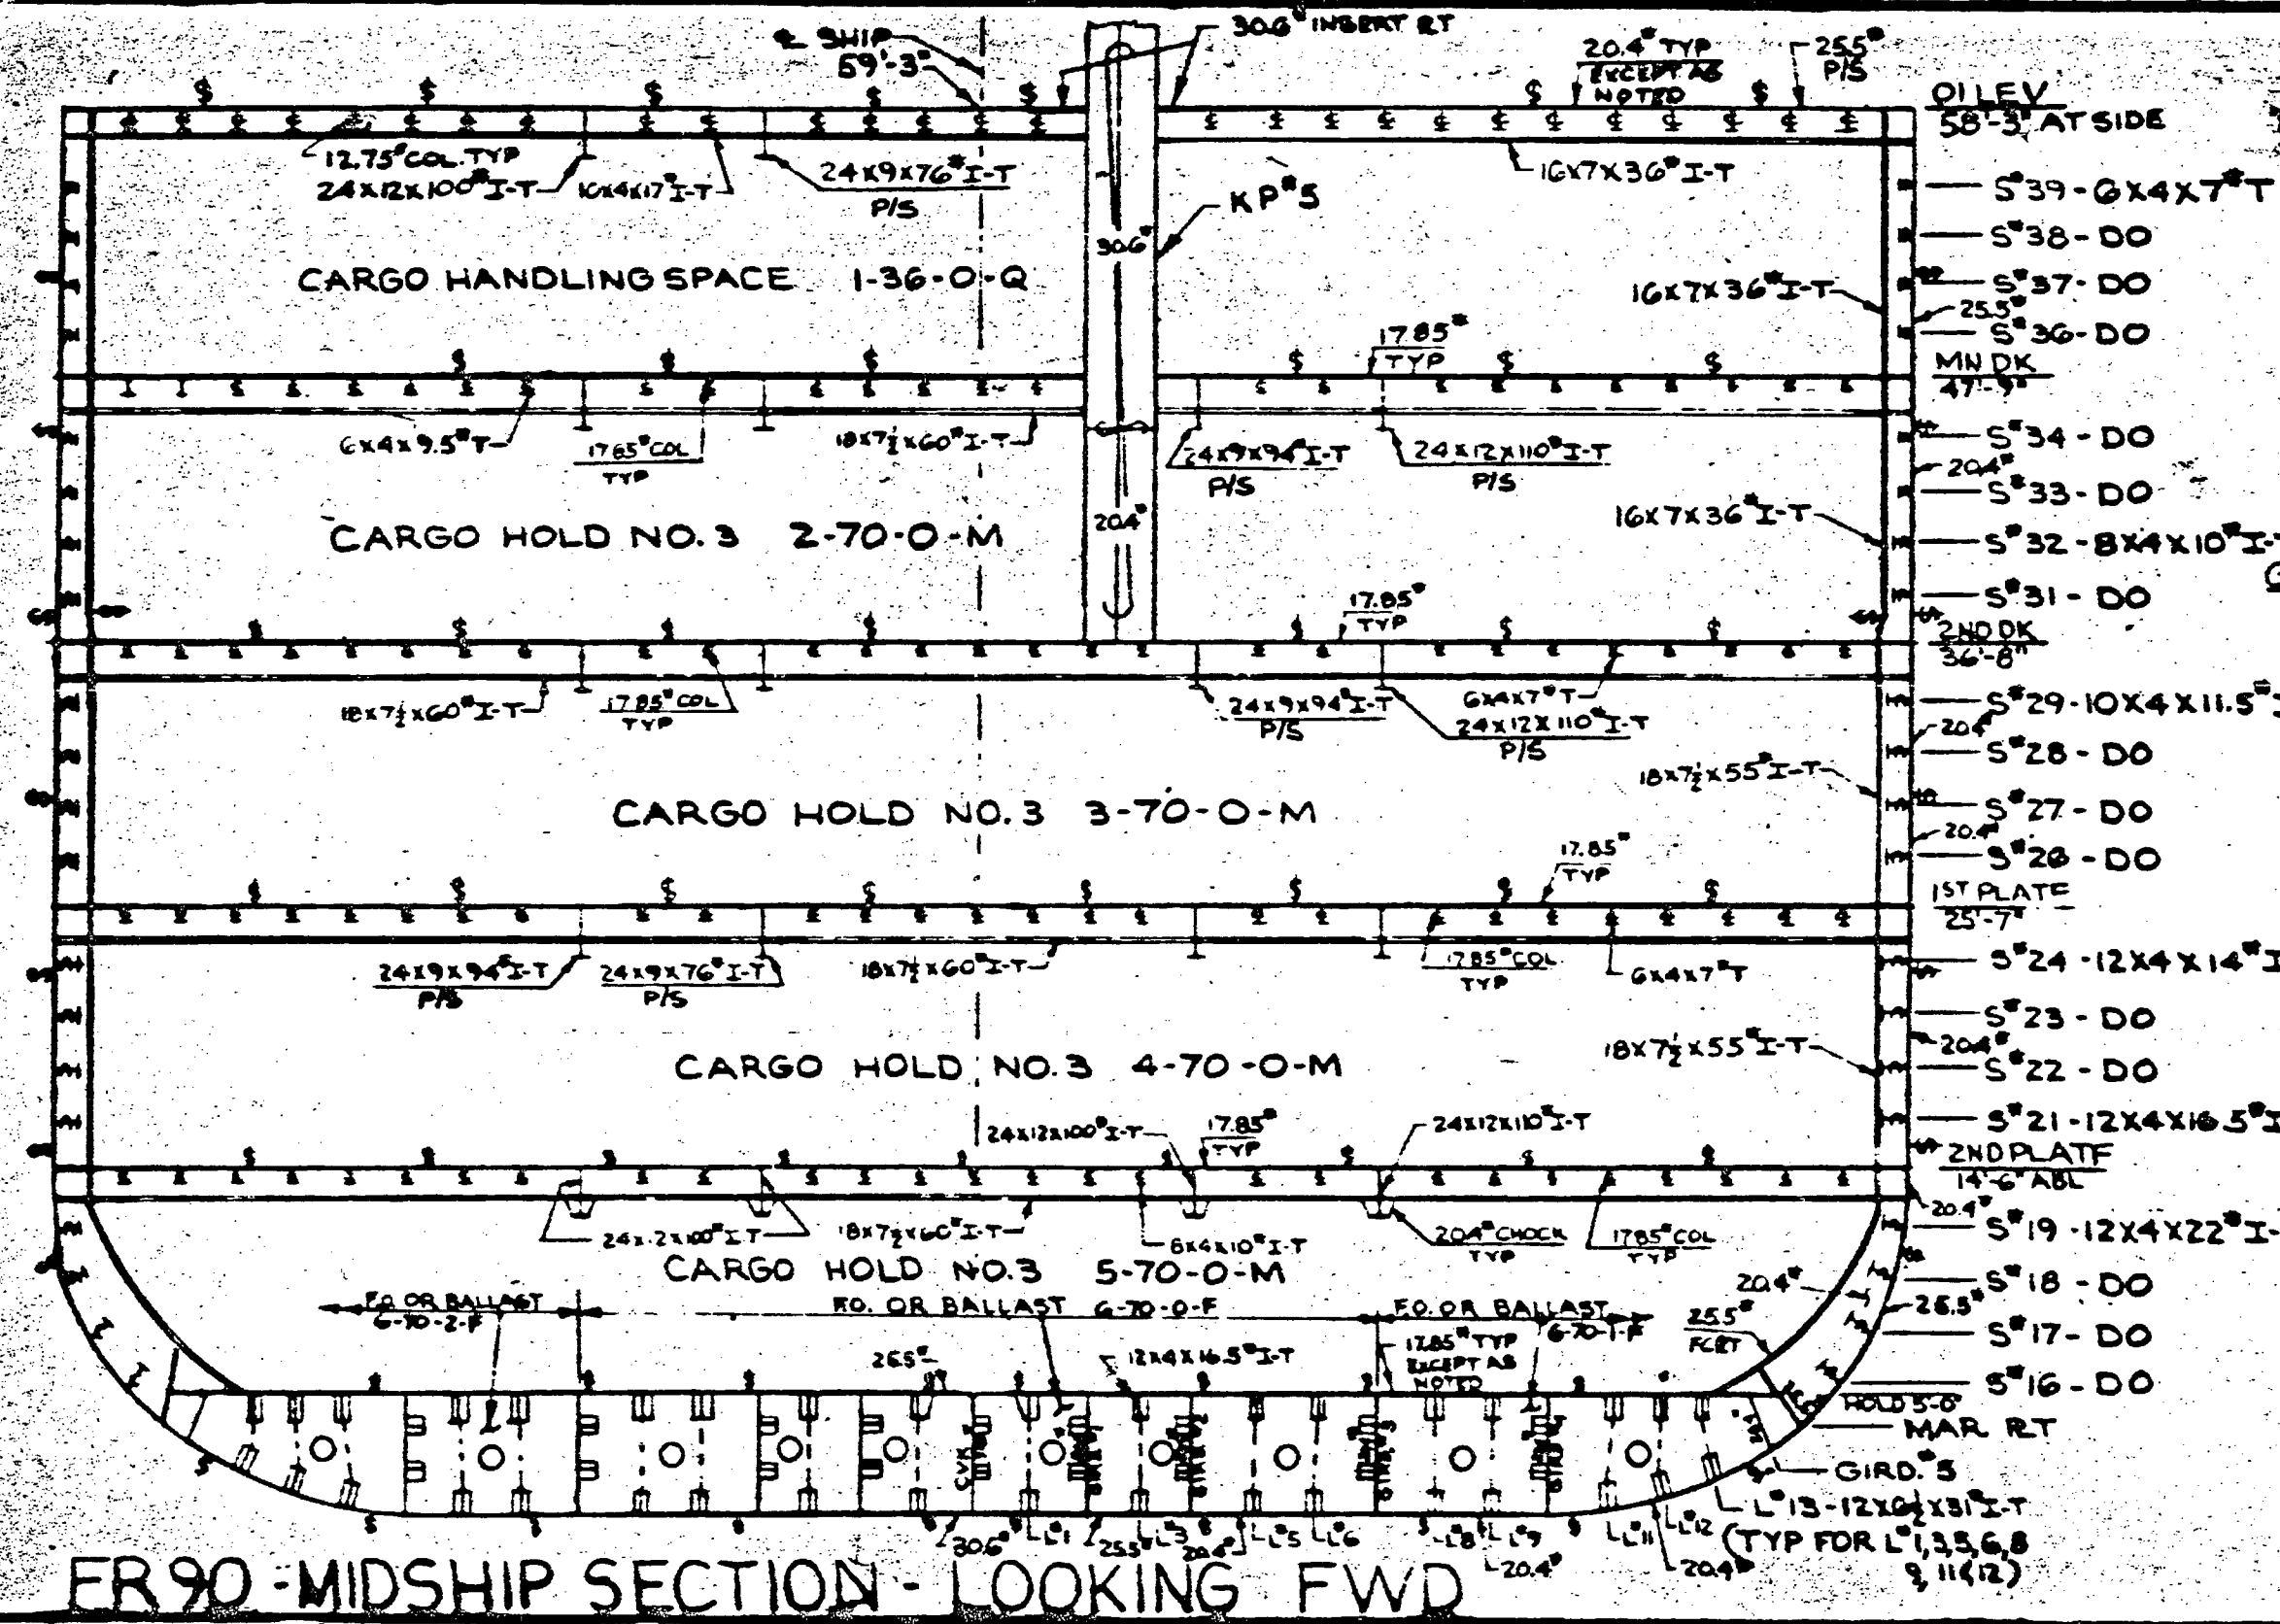 ℄ SHIP
59'-3"
30.6# INSERT PLT
20.4# TYP
EXCEPT AS
NOTED
25.5#
P/S
01 LEV
58'-3" AT SIDE
12.75# COL. TYP
24X12X100# I-T
16X4X17# I-T
24X9X76# I-T
P/S
16X7X36# I-T
S#39-6X4X7# T
KP#5
30.6#
S#38-DO
CARGO HANDLING SPACE 1-36-0-Q
16X7X36# I-T
S#37-DO
25.5#
S#36-DO
17.85#
TYP
MN DK
47'-9"
6X4X9.5# T
17.85# COL
TYP
18X7½X60# I-T
24X9X94# I-T
P/S
24X12X110# I-T
P/S
S#34-DO
20.4#
S#33-DO
CARGO HOLD NO. 3 2-70-0-M
20.4#
16X7X36# I-T
S#32-8X4X10# I-T
S#31-DO
17.85#
TYP
2ND DK
36'-8"
18X7½X60# I-T
17.85# COL
TYP
24X9X94# I-T
P/S
6X4X7# T
24X12X110# I-T
P/S
S#29-10X4X11.5#
20.4#
S#28-DO
18X7½X55# I-T
CARGO HOLD NO. 3 3-70-0-M
S#27-DO
20.4#
S#26-DO
17.85#
TYP
1ST PLATF
25'-7"
24X9X94# I-T
P/S
24X9X76# I-T
P/S
18X7½X60# I-T
17.85# COL
TYP
6X4X7# T
S#24-12X4X14#
S#23-DO
20.4#
CARGO HOLD NO. 3 4-70-0-M
18X7½X55# I-T
S#22-DO
24X12X100# I-T
17.85#
TYP
24X12X110# I-T
S#21-12X4X16.5#
2ND PLATF
14'-6" ABL
24X12X100# I-T
18X7½X60# I-T
8X4X10# I-T
20.4# CHOCK
TYP
17.85# COL
TYP
20.4#
S#19-12X4X22# I-
CARGO HOLD NO. 3 5-70-0-M
20.4#
S#18-DO
F.O. OR BALLAST
6-70-2-F
F.O. OR BALLAST 6-70-0-F
F.O. OR BALLAST
6-70-1-F
25.5#
S#17-DO
12X4X16.5# I-T
17.85# TYP
EXCEPT AS
NOTED
S#16-DO
HOLD 5-0"
GIRD. #5
L#13-12X6½X31# I-T
(TYP FOR L#1,3,5,6,8
9, 11 & 12)
30.6#
L#1
25.5#
L#3
20.4#
L#5
L#6
L#8
L#9
20.4#
L#11
L#12
20.4#
FR 90 - MIDSHIP SECTION - LOOKING FWD